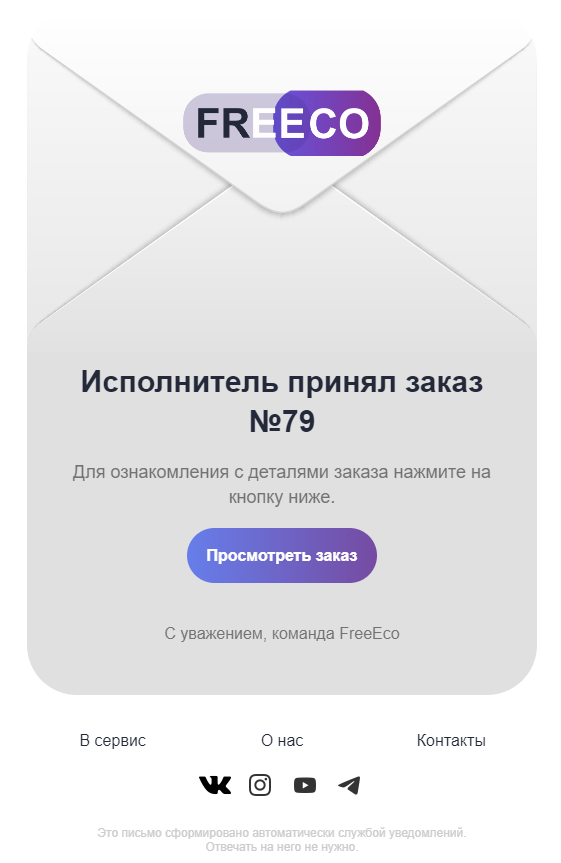 FREECO
Исполнитель принял заказ
№79
Для ознакомления с деталями заказа нажмите на
кнопку ниже.
Просмотреть заказ
С уважением, команда FreeEco
В сервис О нас Контакты
Это письмо сформировано автоматически службой уведомлений.
Отвечать на него не нужно.